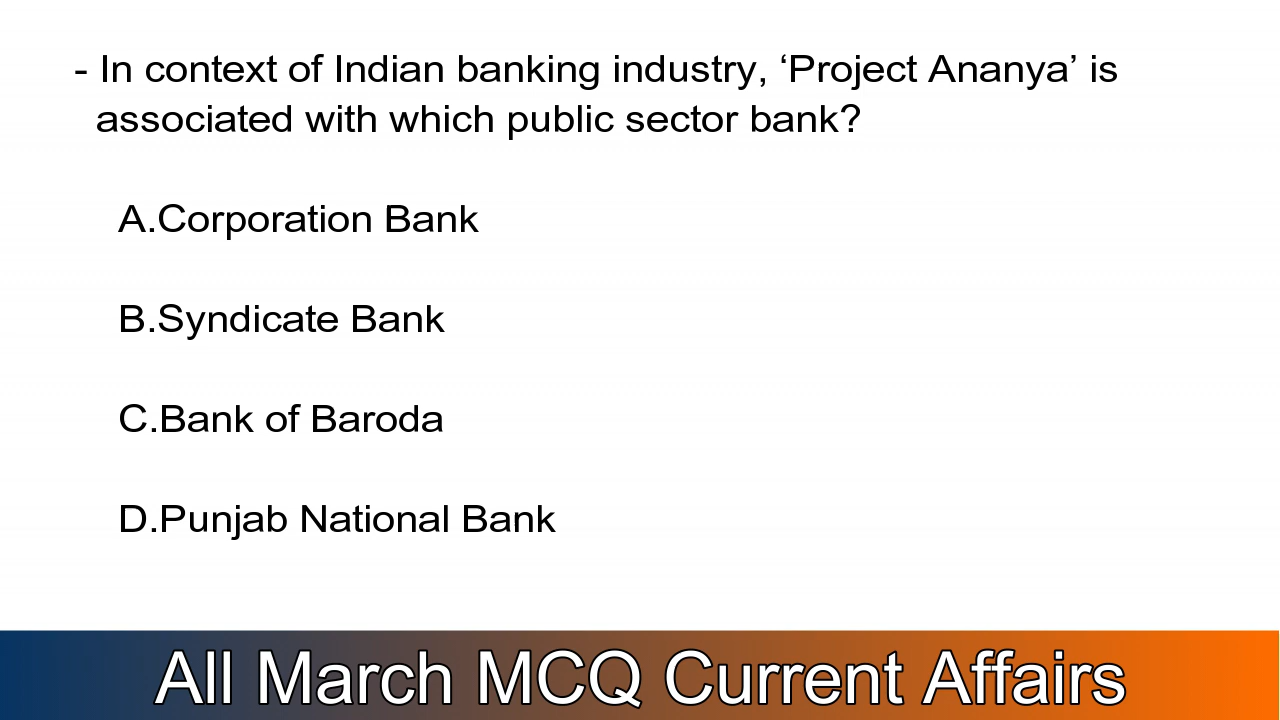 - In context of Indian banking industry, ‘Project Ananya’ is
associated with which public sector bank?
A.Corporation Bank
B.Syndicate Bank
C.Bank of Baroda
D.Punjab National Bank
All March MCQ Current Affairs